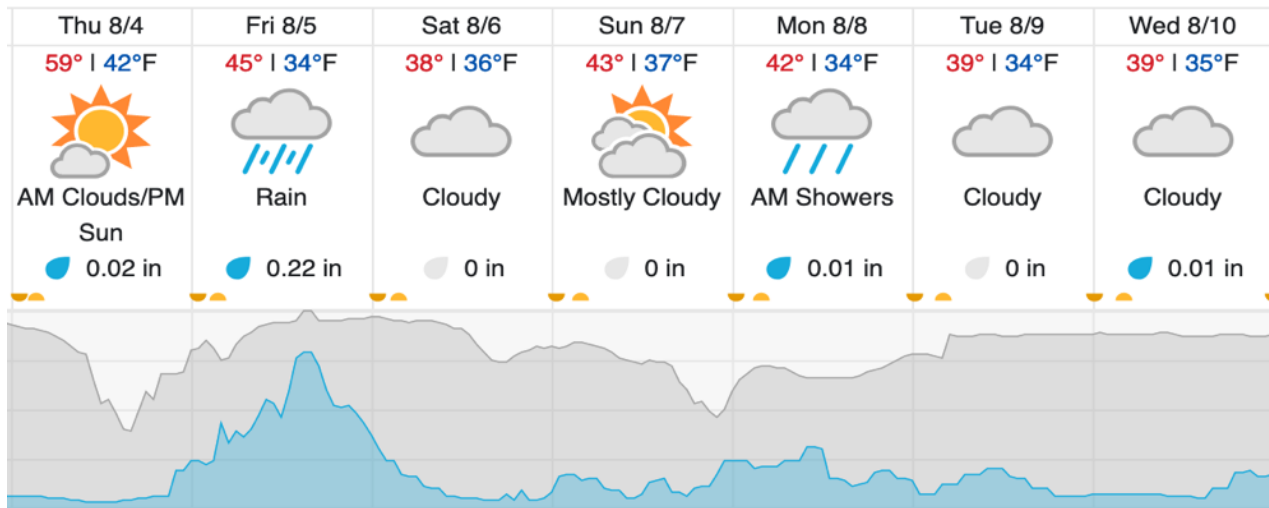 Thu 8/4
59° | 42°F
AM Clouds/PM
Sun
0.02 in
Fri 8/5
45° | 34°F
Rain
0.22 in
Sat 8/6
38° | 36°F
Cloudy
0 in
Sun 8/7
43° | 37°F
Mostly Cloudy
0 in
Mon 8/8
42° | 34°F
AM Showers
0.01 in
Tue 8/9
39° | 34°F
Cloudy
0 in
Wed 8/10
39° | 35°F
Cloudy
0.01 in